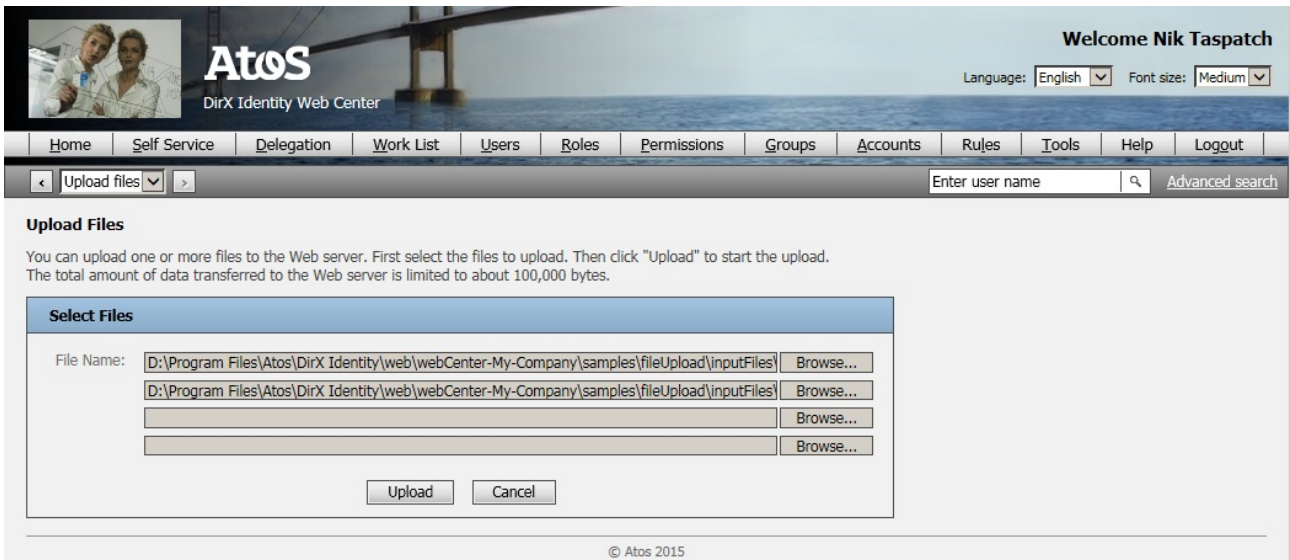 Welcome Nik Taspatch
Atos
DirX Identity Web Center
Language: English Font size: Medium
Home Self Service Delegation Work List Users Roles Permissions Groups Accounts Rules Tools Help Logout
Upload files Enter user name Advanced search
Upload Files
You can upload one or more files to the Web server. First select the files to upload. Then click "Upload" to start the upload.
The total amount of data transferred to the Web server is limited to about 100,000 bytes.
Select Files
File Name: D:\Program Files\Atos\DirX Identity\web\webCenter-My-Company\samples\fileUpload\inputFiles\ Browse...
D:\Program Files\Atos\DirX Identity\web\webCenter-My-Company\samples\fileUpload\inputFiles\ Browse...
Browse...
Browse...
Upload Cancel
© Atos 2015